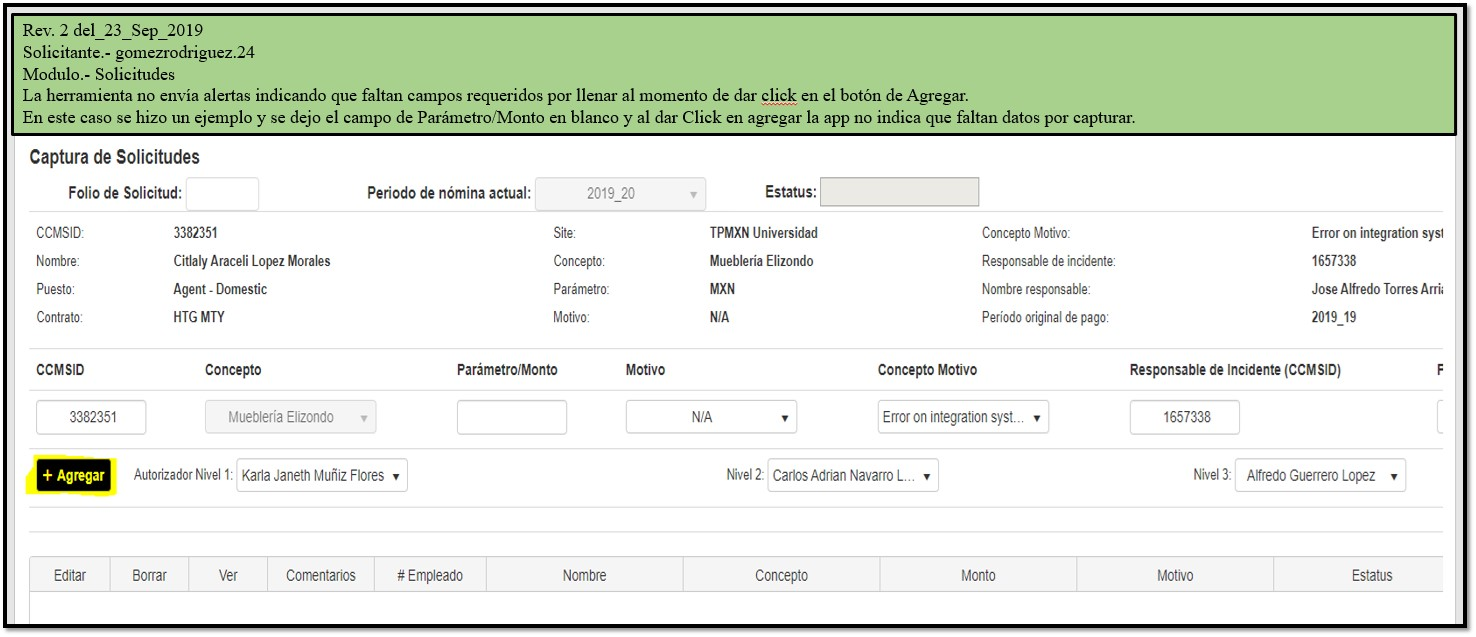 Rev. 2 del_23_Sep_2019
Solicitante.- gomezrodriguez.24
Modulo.- Solicitudes
La herramienta no envía alertas indicando que faltan campos requeridos por llenar al momento de dar click en el botón de Agregar.
En este caso se hizo un ejemplo y se dejo el campo de Parámetro/Monto en blanco y al dar Click en agregar la app no indica que faltan datos por capturar.
Captura de Solicitudes
Folio de Solicitud: Periodo de nómina actual: 2019_20 Estatus:
CCMSID: 3382351 Site: TPMXN Universidad Concepto Motivo: Error on integration syst
Nombre: Citlaly Araceli Lopez Morales Concepto: Mueblería Elizondo Responsable de incidente: 1657338
Puesto: Agent - Domestic Parámetro: MXN Nombre responsable: Jose Alfredo Torres Arria
Contrato: HTG MTY Motivo: N/A Período original de pago: 2019_19
CCMSID Concepto Parámetro/Monto Motivo Concepto Motivo Responsable de Incidente (CCMSID)
3382351 Mueblería Elizondo N/A Error on integration syst... 1657338
+ Agregar Autorizador Nivel 1: Karla Janeth Muñiz Flores Nivel 2: Carlos Adrian Navarro L... Nivel 3: Alfredo Guerrero Lopez
Editar Borrar Ver Comentarios # Empleado Nombre Concepto Monto Motivo Estatus